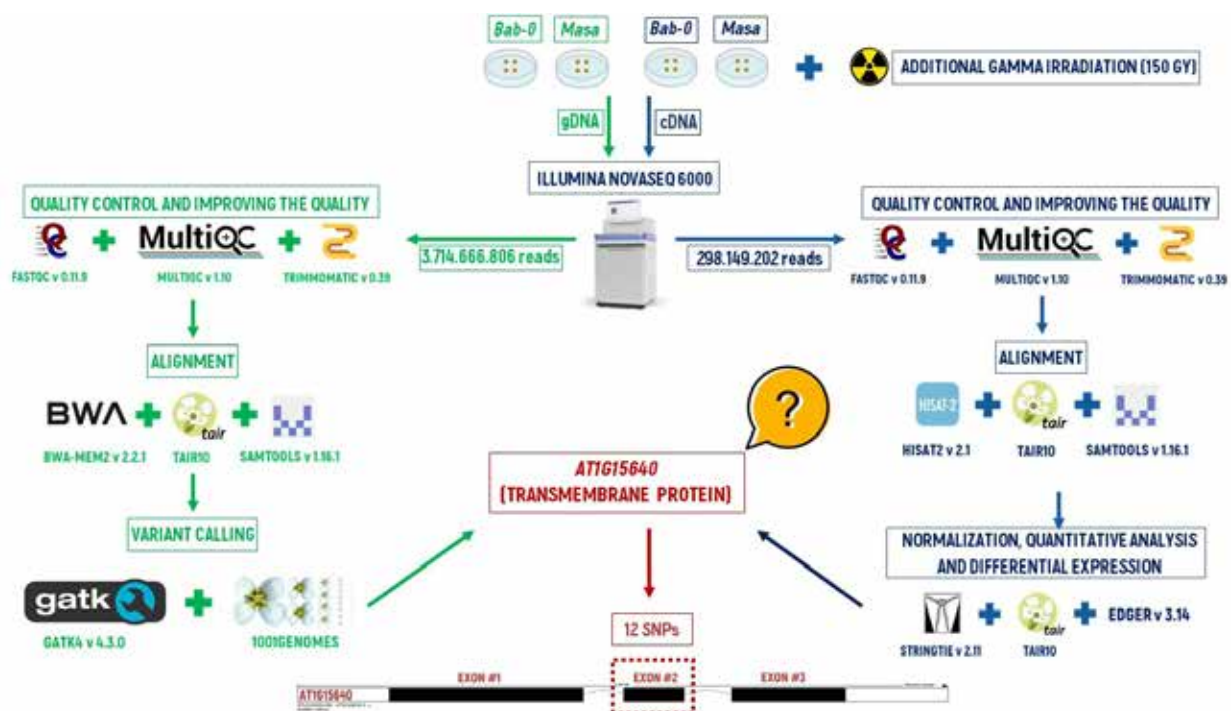 Bab-0
Masa
Bab-0
Masa
ADDITIONAL GAMMA IRRADIATION (150 GY)
gDNA
cDNA
ILLUMINA NOVASEQ 6000
QUALITY CONTROL AND IMPROVING THE QUALITY
MultiQC
FASTQC v 0.11.9
MULTIQC v 1.10
TRIMMOMATIC v 0.39
3.714.666.806 reads
298.149.202 reads
QUALITY CONTROL AND IMPROVING THE QUALITY
MultiQC
FASTQC v 0.11.9
MULTIQC v 1.10
TRIMMOMATIC v 0.39
ALIGNMENT
BWA
tair
BWA-MEM2 v 2.2.1
TAIR10
SAMTOOLS v 1.16.1
VARIANT CALLING
gatk
GATK4 v 4.3.0
1001GENOMES
ALIGNMENT
HISAT-2
tair
HISAT2 v 2.1
TAIR10
SAMTOOLS v 1.16.1
NORMALIZATION, QUANTITATIVE ANALYSIS
AND DIFFERENTIAL EXPRESSION
tair
EDGER v 3.14
STRINGTIE v 2.11
TAIR10
?
AT1G15640
(TRANSMEMBRANE PROTEIN)
12 SNPs
EXON #1
EXON #2
EXON #3
AT1G15640